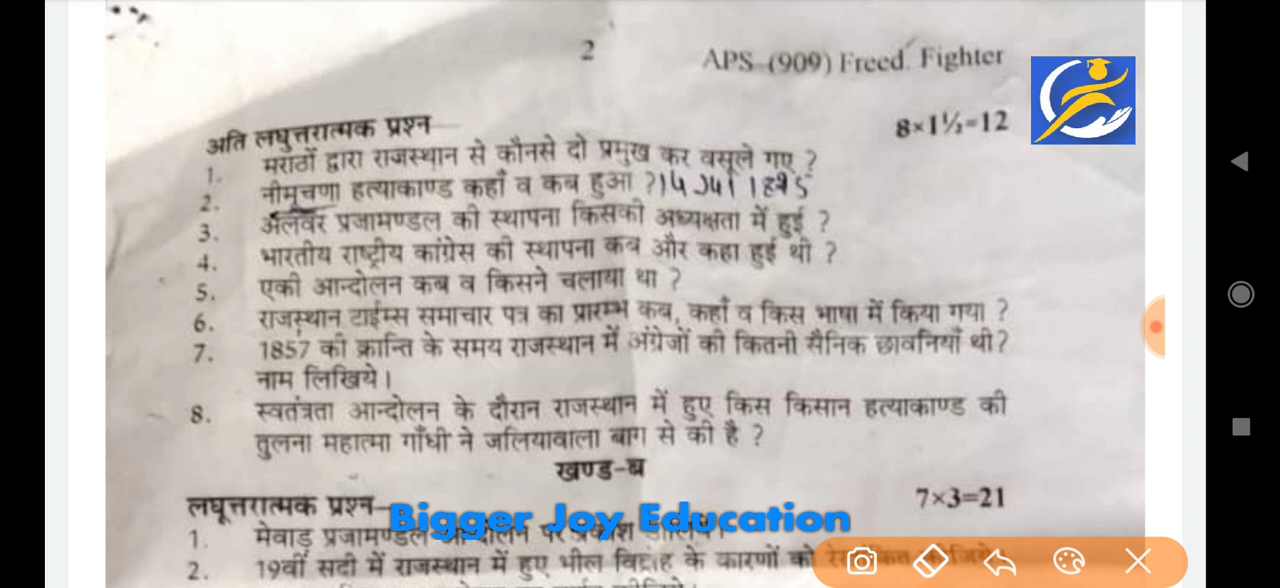 2 APS-(909) Freed. Fighter
अति लघुत्तरात्मक प्रश्न 8×1½=12
1. मराठों द्वारा राजस्थान से कौनसे दो प्रमुख कर वसूले गए ?
2. नीमूचणा हत्याकाण्ड कहाँ व कब हुआ ?
3. अलवर प्रजामण्डल की स्थापना किसकी अध्यक्षता में हुई ?
4. भारतीय राष्ट्रीय कांग्रेस की स्थापना कब और कहा हुई थी ?
5. एकी आन्दोलन कब व किसने चलाया था ?
6. राजस्थान टाईम्स समाचार पत्र का प्रारम्भ कब, कहाँ व किस भाषा में किया गया ?
7. 1857 की क्रान्ति के समय राजस्थान में अंग्रेजों की कितनी सैनिक छावनियाँ थी?
नाम लिखिये।
8. स्वतंत्रता आन्दोलन के दौरान राजस्थान में हुए किस किसान हत्याकाण्ड की
तुलना महात्मा गाँधी ने जलियावाला बाग से की है ?
खण्ड-ब
लघूत्तरात्मक प्रश्न- 7×3=21
Bigger Joy Education
1. मेवाड़ प्रजामण्डल पर प्रकाश
2. 19वीं सदी में राजस्थान में हुए भील विद्रोह के कारणों को